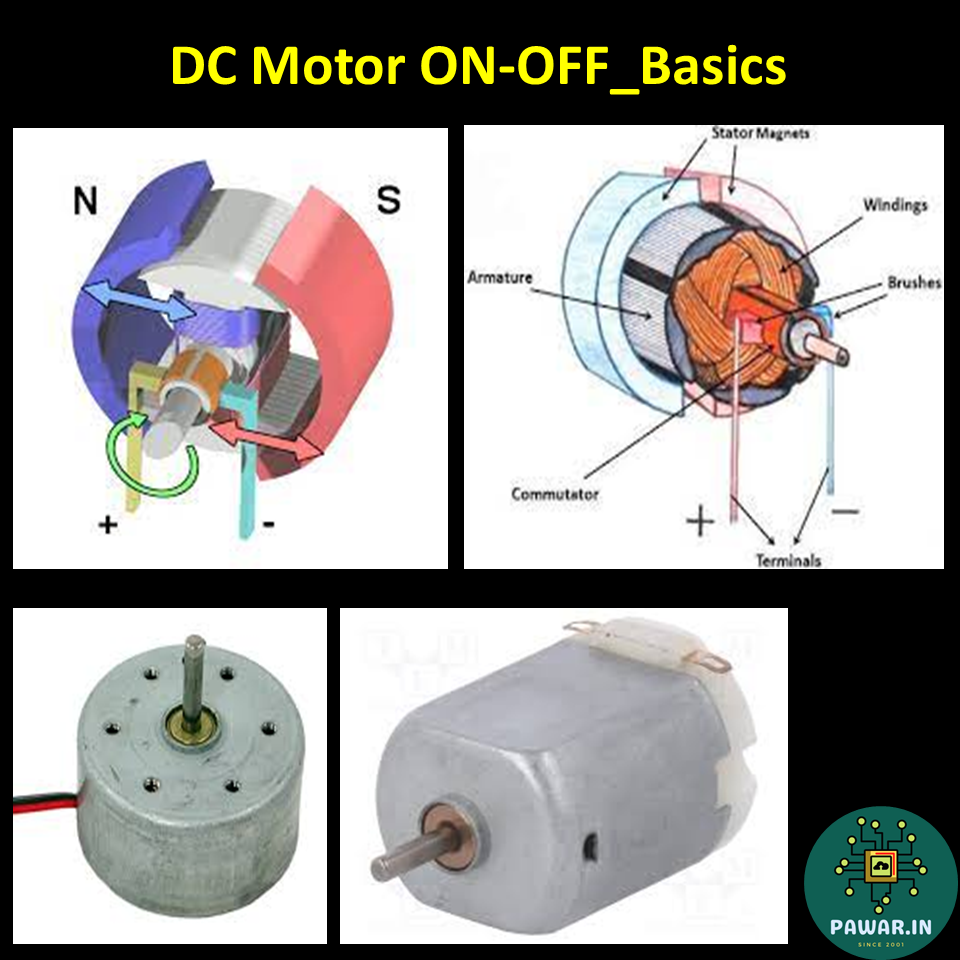 DC Motor ON-OFF_Basics
N
S
+
-
Stator Magnets
Windings
Armature
Brushes
Commutator
+
—
Terminals
PAWAR.IN
SINCE 2001